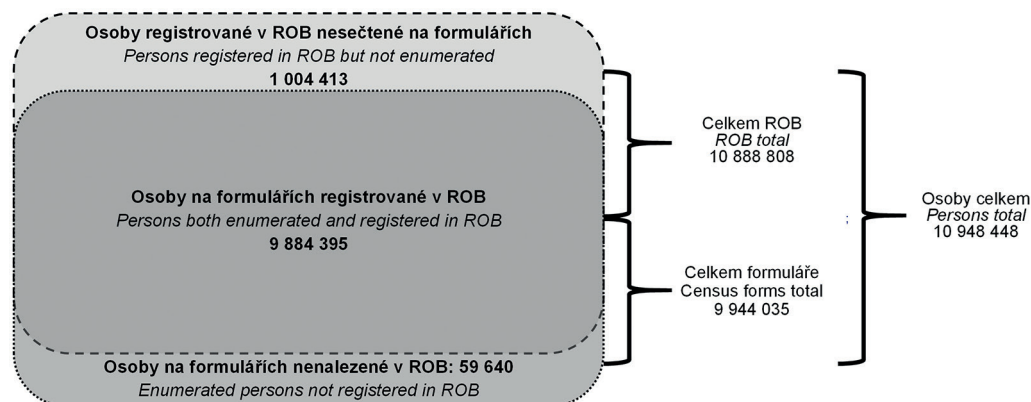 Osoby registrované v ROB nesečtené na formulářích
Persons registered in ROB but not enumerated
1 004 413
Osoby na formulářích registrované v ROB
Persons both enumerated and registered in ROB
9 884 395
Osoby na formulářích nenalezené v ROB: 59 640
Enumerated persons not registered in ROB
Celkem ROB
ROB total
10 888 808
Celkem formuláře
Census forms total
9 944 035
;
Osoby celkem
Persons total
10 948 448